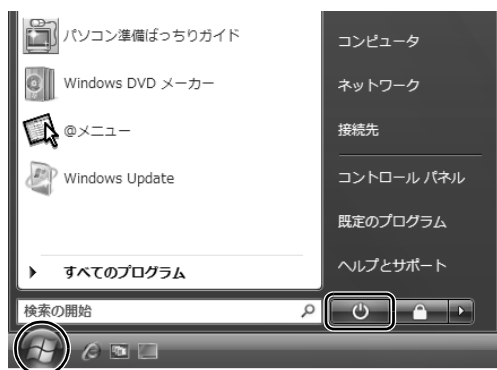 パソコン準備ばっちりガイド
Windows DVD メーカー
@メニュー
Windows Update
すべてのプログラム
検索の開始
コンピュータ
ネットワーク
接続先
コントロール パネル
既定のプログラム
ヘルプとサポート